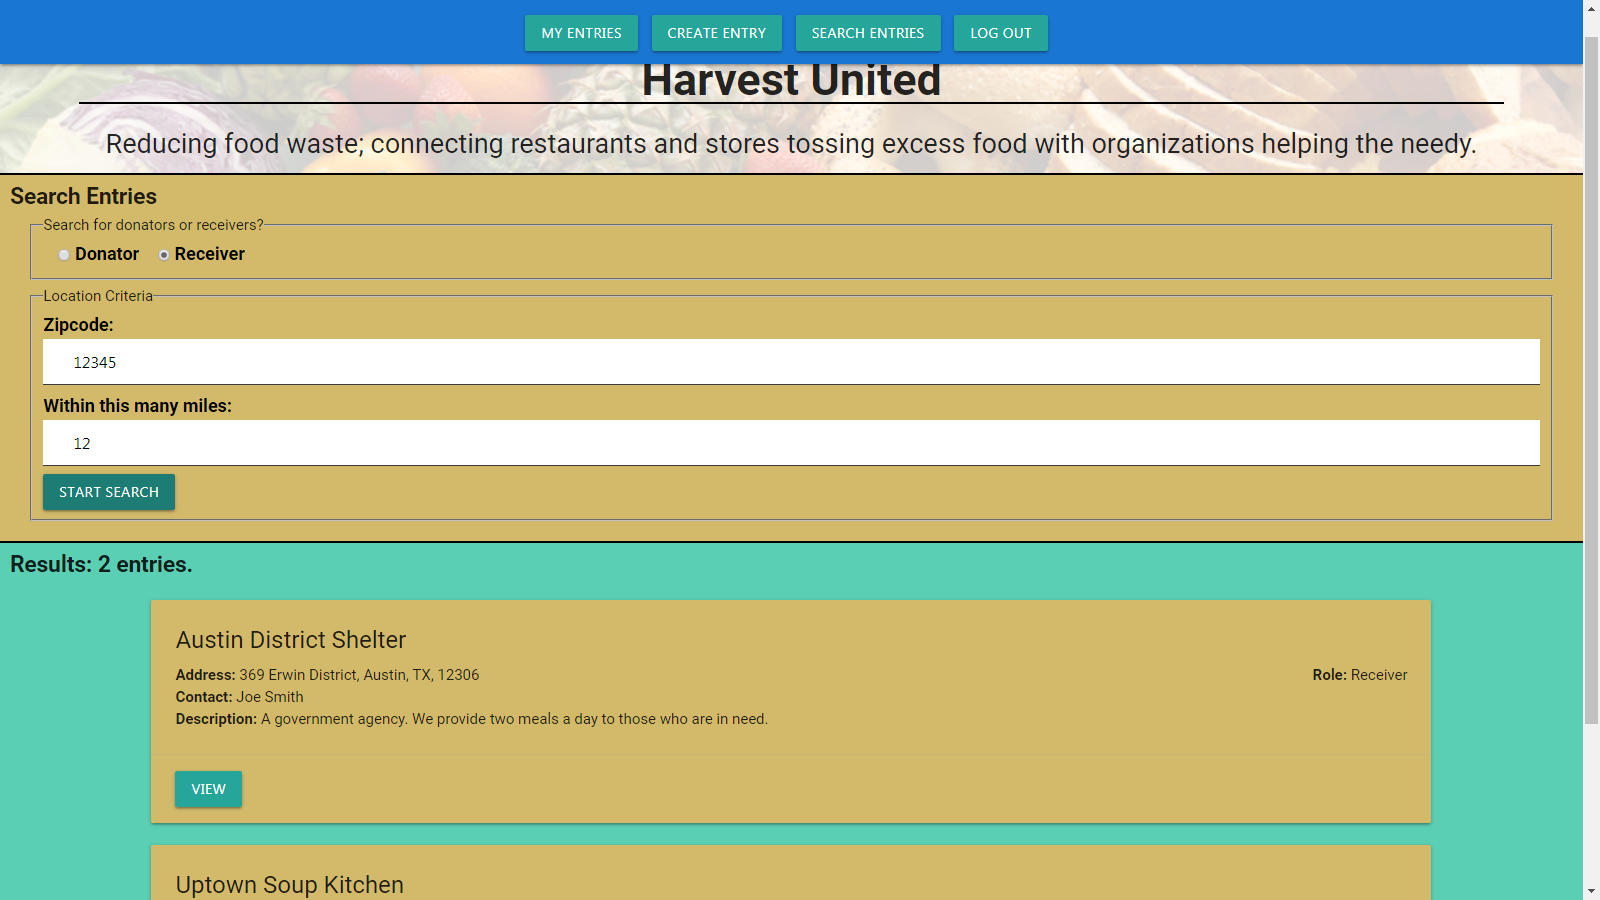 MY ENTRIES CREATE ENTRY SEARCH ENTRIES LOG OUT
Harvest United
Reducing food waste; connecting restaurants and stores tossing excess food with organizations helping the needy.
Search Entries
Search for donators or receivers?
Donator Receiver
Location Criteria
Zipcode:
12345
Within this many miles:
12
START SEARCH
Results: 2 entries.
Austin District Shelter
Address: 369 Erwin District, Austin, TX, 12306 Role: Receiver
Contact: Joe Smith
Description: A government agency. We provide two meals a day to those who are in need.
VIEW
Uptown Soup Kitchen